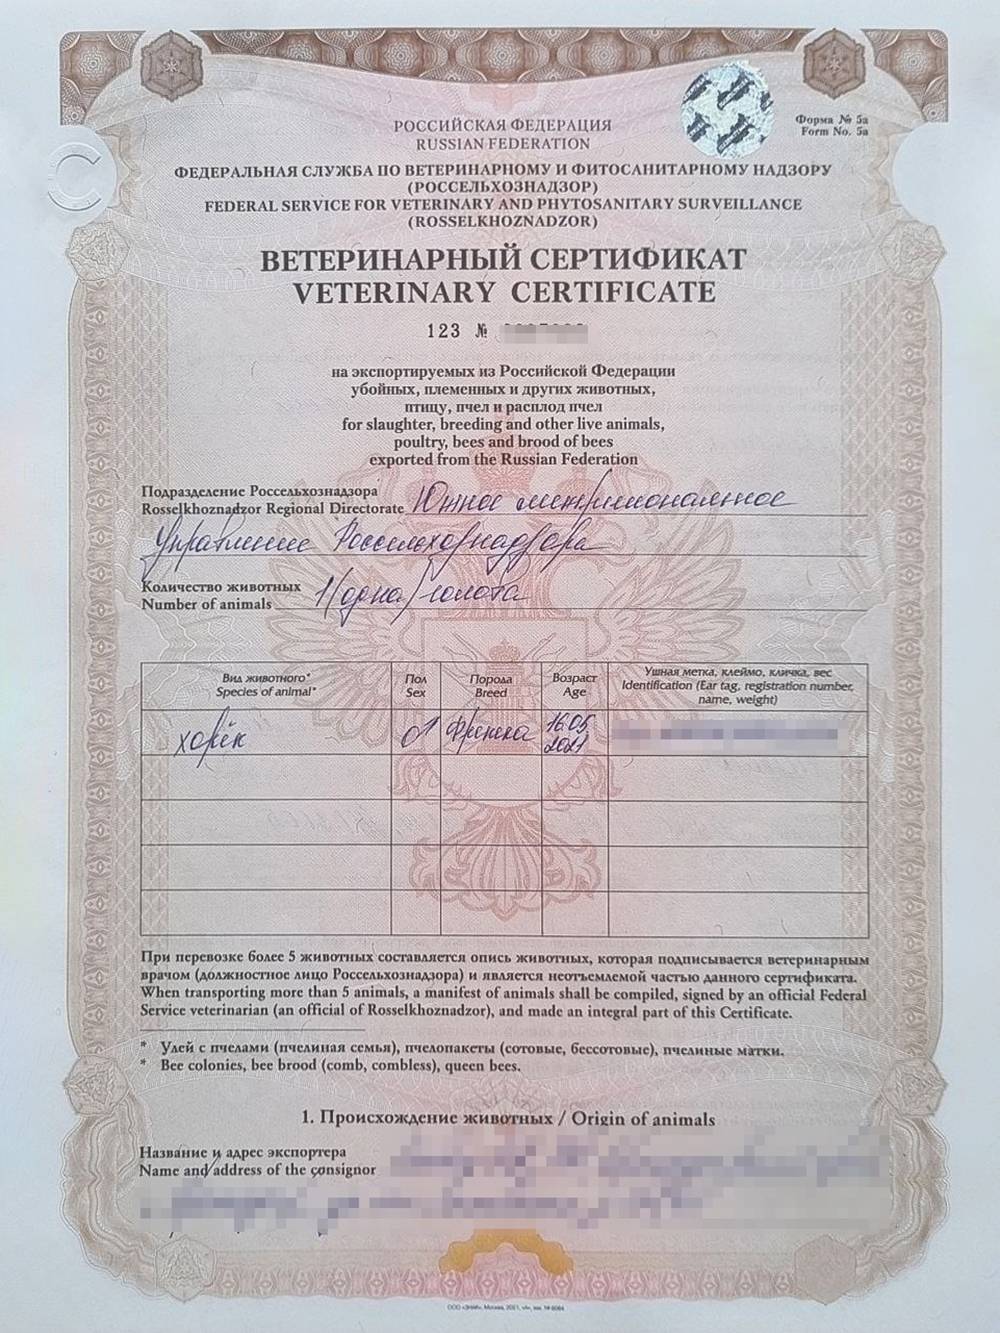 Форма № 5а
Form No. 5a
РОССИЙСКАЯ ФЕДЕРАЦИЯ
RUSSIAN FEDERATION
ФЕДЕРАЛЬНАЯ СЛУЖБА ПО ВЕТЕРИНАРНОМУ И ФИТОСАНИТАРНОМУ НАДЗОРУ
(РОССЕЛЬХОЗНАДЗОР)
FEDERAL SERVICE FOR VETERINARY AND PHYTOSANITARY SURVEILLANCE
(ROSSELKHOZNADZOR)
ВЕТЕРИНАРНЫЙ СЕРТИФИКАТ
VETERINARY CERTIFICATE
123 №
на экспортируемых из Российской Федерации
убойных, племенных и других животных,
птицу, пчел и расплод пчел
for slaughter, breeding and other live animals,
poultry, bees and brood of bees
exported from the Russian Federation
Подразделение Россельхознадзора
Rosselkhoznadzor Regional Directorate Южное межрегиональное
Управление Россельхознадзора
Количество животных
Number of animals 1/одна/голова
Вид животного* Пол Порода Возраст Ушная метка, клеймо, кличка, вес
Species of animal* Sex Breed Age Identification (Ear tag, registration number,
name, weight)
хорёк ♂ Фретка 16.05
2021
При перевозке более 5 животных составляется опись животных, которая подписывается ветеринарным
врачом (должностное лицо Россельхознадзора) и является неотъемлемой частью данного сертификата.
When transporting more than 5 animals, a manifest of animals shall be compiled, signed by an official Federal
Service veterinarian (an official of Rosselkhoznadzor), and made an integral part of this Certificate.
* Улей с пчелами (пчелиная семья), пчелопакеты (сотовые, бессотовые), пчелиные матки.
* Bee colonies, bee brood (comb, combless), queen bees.
1. Происхождение животных / Origin of animals
Название и адрес экспортера
Name and address of the consignor